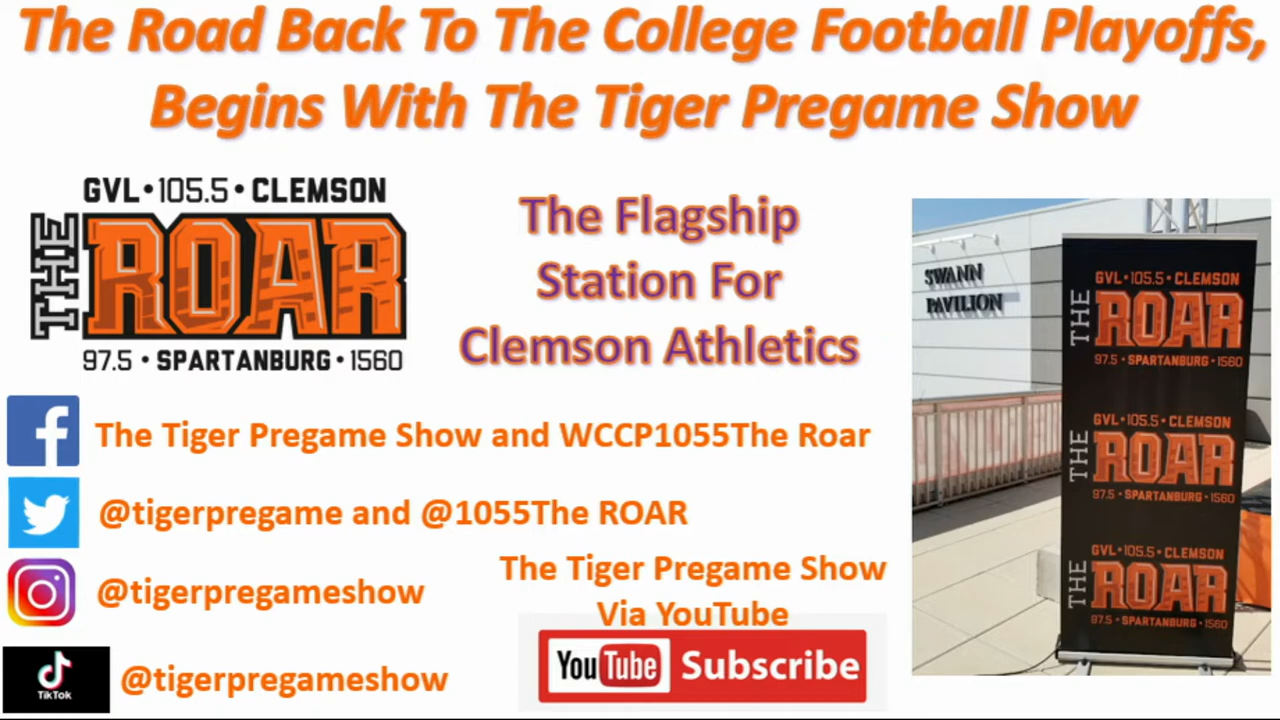 The Road Back To The College Football Playoffs,
Begins With The Tiger Pregame Show
GVL • 105.5 • CLEMSON
THE ROAR
97.5 • SPARTANBURG • 1560
The Flagship
Station For
Clemson Athletics
SWANN
PAVILION
GVL • 105.5 • CLEMSON
THE ROAR
97.5 • SPARTANBURG • 1560
GVL • 105.5 • CLEMSON
THE ROAR
97.5 • SPARTANBURG • 1560
GVL • 105.5 • CLEMSON
THE ROAR
97.5 • SPARTANBURG • 1560
f The Tiger Pregame Show and WCCP1055The Roar
@tigerpregame and @1055The ROAR
@tigerpregameshow
TikTok @tigerpregameshow
The Tiger Pregame Show
Via YouTube
YouTube Subscribe